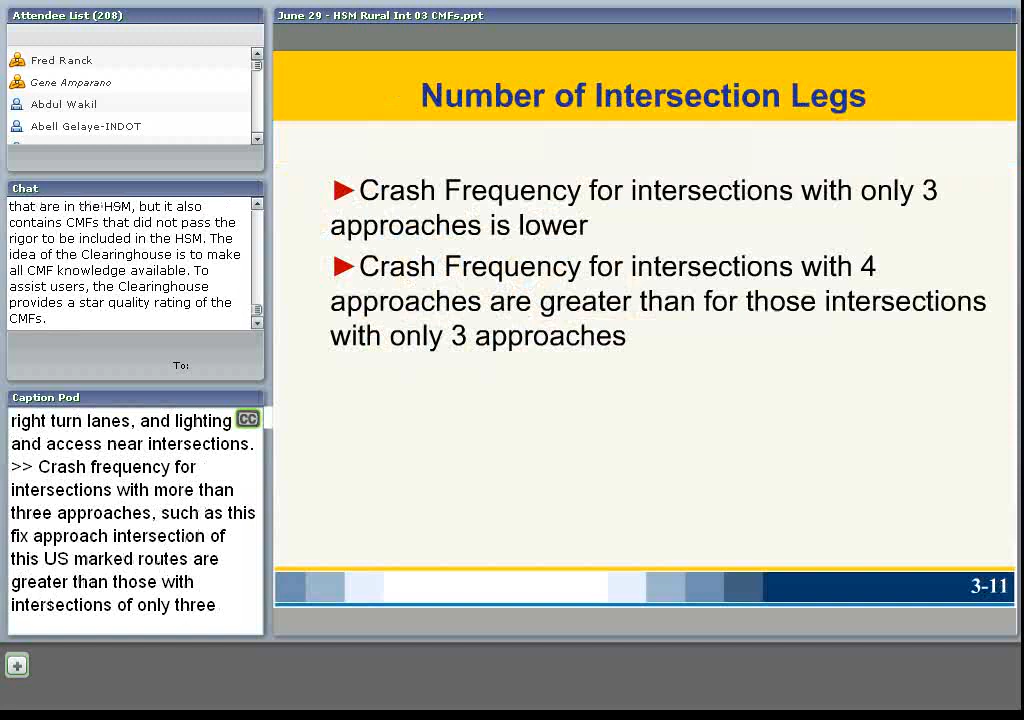 Attendee List (208)
Fred Ranck
Gene Amparano
Abdul Wakil
Abell Gelaye-INDOT
Chat
that are in the HSM, but it also
contains CMFs that did not pass the
rigor to be included in the HSM. The
idea of the Clearinghouse is to make
all CMF knowledge available. To
assist users, the Clearinghouse
provides a star quality rating of the
CMFs.
To:
Caption Pod
right turn lanes, and lighting
CC
and access near intersections.
>> Crash frequency for
intersections with more than
three approaches, such as this
fix approach intersection of
this US marked routes are
greater than those with
intersections of only three
June 29 - HSM Rural Int 03 CMFs.ppt
Number of Intersection Legs
►Crash Frequency for intersections with only 3
approaches is lower
►Crash Frequency for intersections with 4
approaches are greater than for those intersections
with only 3 approaches
3-11